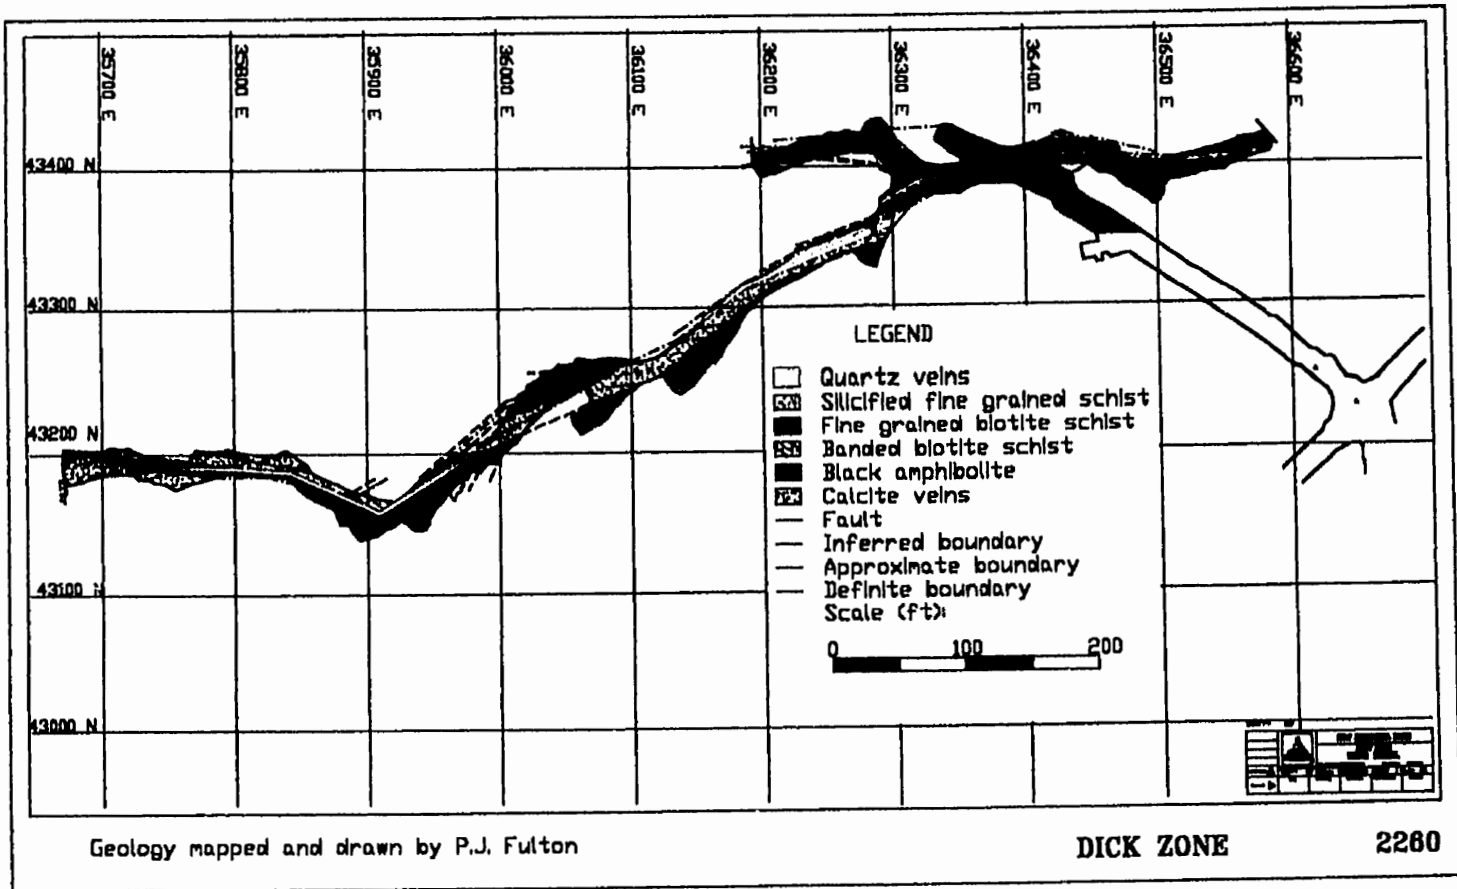 35700 E
35800 E
35900 E
36000 E
36100 E
36200 E
36300 E
36400 E
36500 E
36600 E
43400 N
43300 N
43200 N
43100 N
43000 N
LEGEND
Quartz veins
Silicified fine grained schist
Fine grained biotite schist
Banded biotite schist
Black amphibolite
Calcite veins
Fault
Inferred boundary
Approximate boundary
Definite boundary
Scale (ft):
0 100 200
Geology mapped and drawn by P.J. Fulton
DICK ZONE 2260